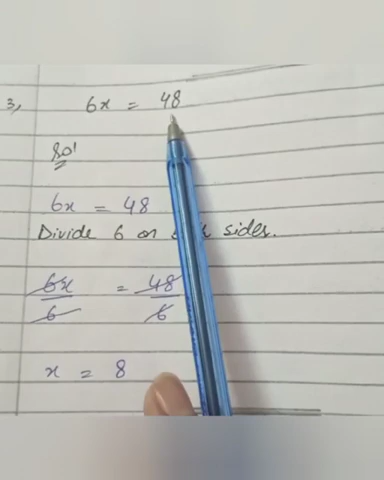 3, 6x = 48
Sol
6x = 48
Divide 6 on sides.
6x/6 = 48/6
x = 8